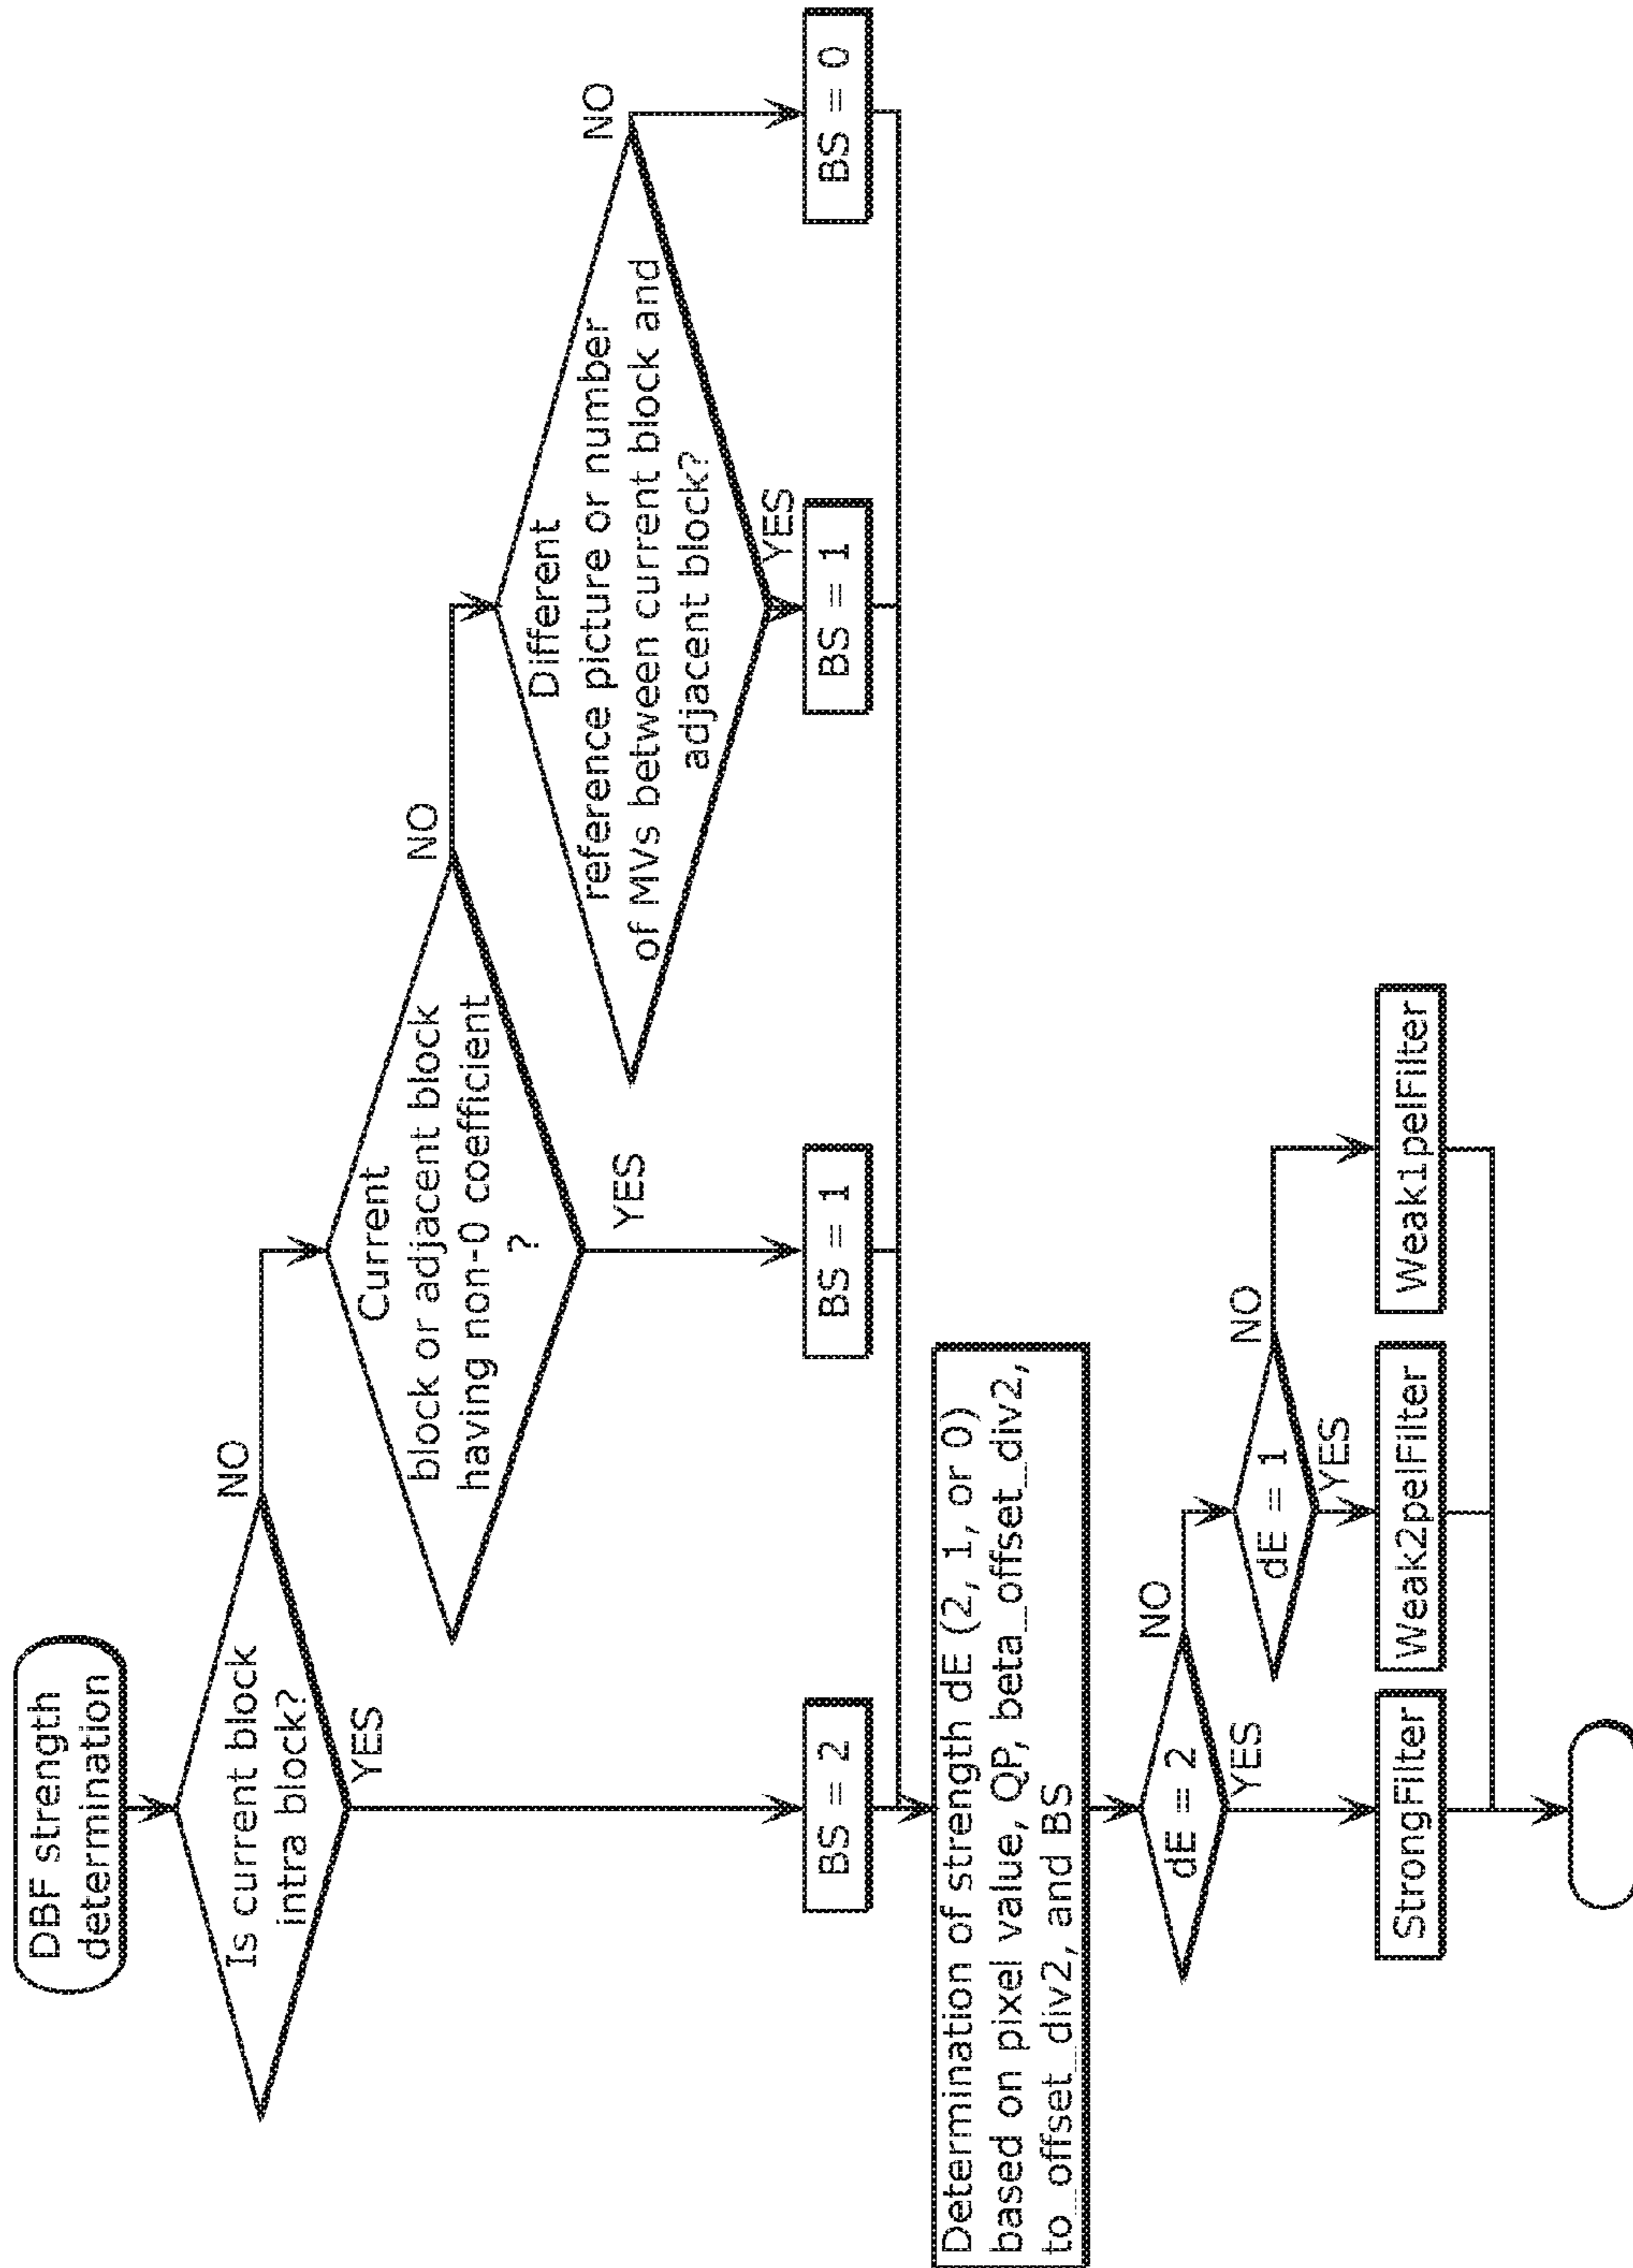 DBF strength
determination
Is current block
intra block?
NO
YES
Current
block or adjacent block
having non-0 coefficient
?
NO
YES
Different
reference picture or number
of MVs between current block and
adjacent block?
NO
YES
BS = 2
BS = 1
BS = 1
BS = 0
Determination of strength dE (2, 1, or 0)
based on pixel value, QP, beta_offset_div2,
to_offset_div2, and BS
dE = 2
NO
YES
dE = 1
NO
YES
StrongFilter
Weak2pelFilter
Weak1pelFilter